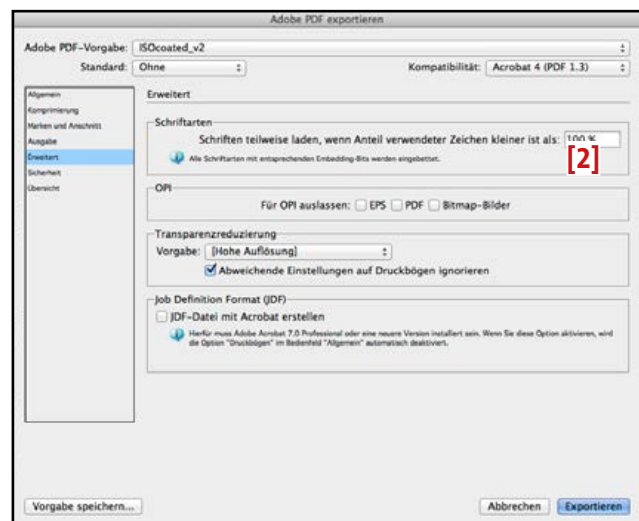 Adobe PDF exportieren
Adobe PDF-Vorgabe: ISOcoated_v2
Standard: Ohne Kompatibilität: Acrobat 4 (PDF 1.3)
Allgemein
Komprimierung
Marken und Anschnitt
Ausgabe
Erweitert
Sicherheit
Übersicht
Erweitert
Schriftarten
Schriften teilweise laden, wenn Anteil verwendeter Zeichen kleiner ist als: 100 %
[2]
Alle Schriftarten mit entsprechenden Embedding-Bits werden eingebettet.
OPI
Für OPI auslassen: EPS PDF Bitmap-Bilder
Transparenzreduzierung
Vorgabe: [Hohe Auflösung]
Abweichende Einstellungen auf Druckbögen ignorieren
Job Definition Format (JDF)
JDF-Datei mit Acrobat erstellen
Hierfür muss Adobe Acrobat 7.0 Professional oder eine neuere Version installiert sein. Wenn Sie diese Option aktivieren, wird
die Option "Druckbögen" im Bedienfeld "Allgemein" automatisch deaktiviert.
Vorgabe speichern... Abbrechen Exportieren